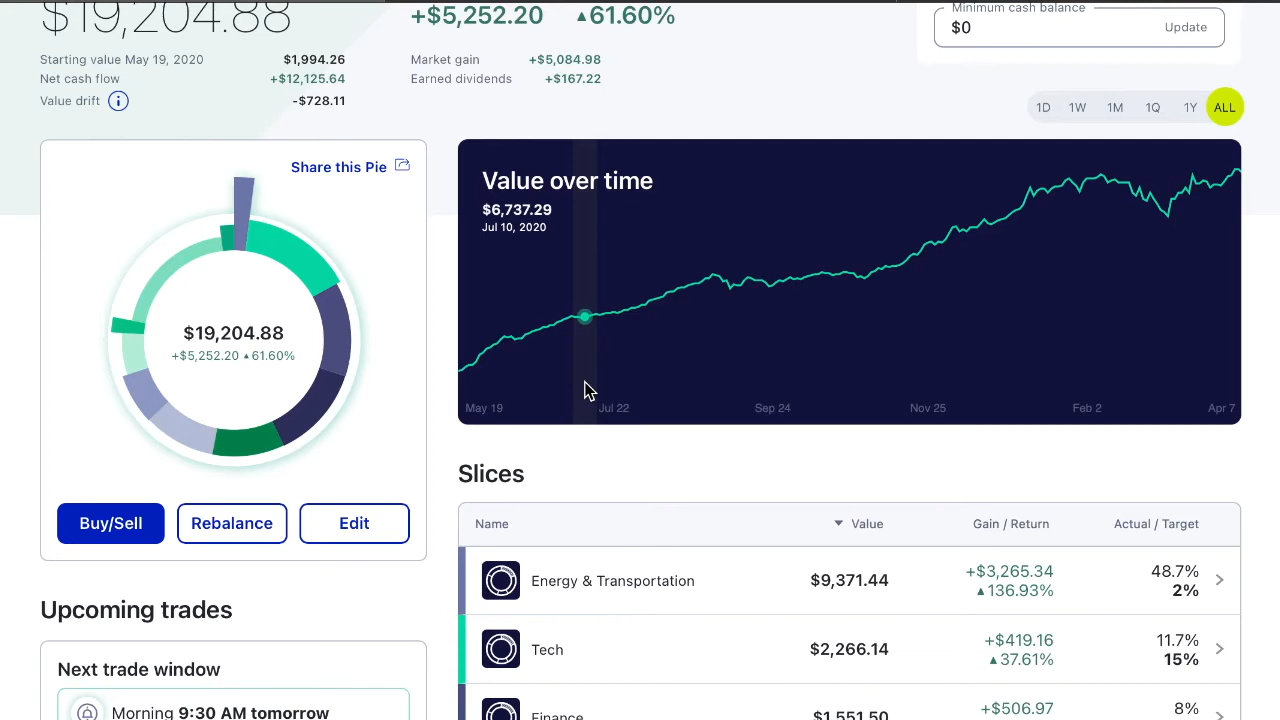 $19,204.88
+$5,252.20 ▲61.60%
Minimum cash balance
$0 Update
Starting value May 19, 2020 $1,994.26
Net cash flow +$12,125.64
Value drift -$728.11
Market gain +$5,084.98
Earned dividends +$167.22
1D 1W 1M 1Q 1Y ALL
Share this Pie
$19,204.88
+$5,252.20 ▲61.60%
Buy/Sell Rebalance Edit
Value over time
$6,737.29
Jul 10, 2020
May 19 Jul 22 Sep 24 Nov 25 Feb 2 Apr 7
Slices
Name ▼ Value Gain / Return Actual / Target
Energy & Transportation $9,371.44 +$3,265.34 48.7%
▲136.93% 2%
Tech $2,266.14 +$419.16 11.7%
▲37.61% 15%
Finance $1,551.50 +$506.97 8%
Upcoming trades
Next trade window
Morning 9:30 AM tomorrow